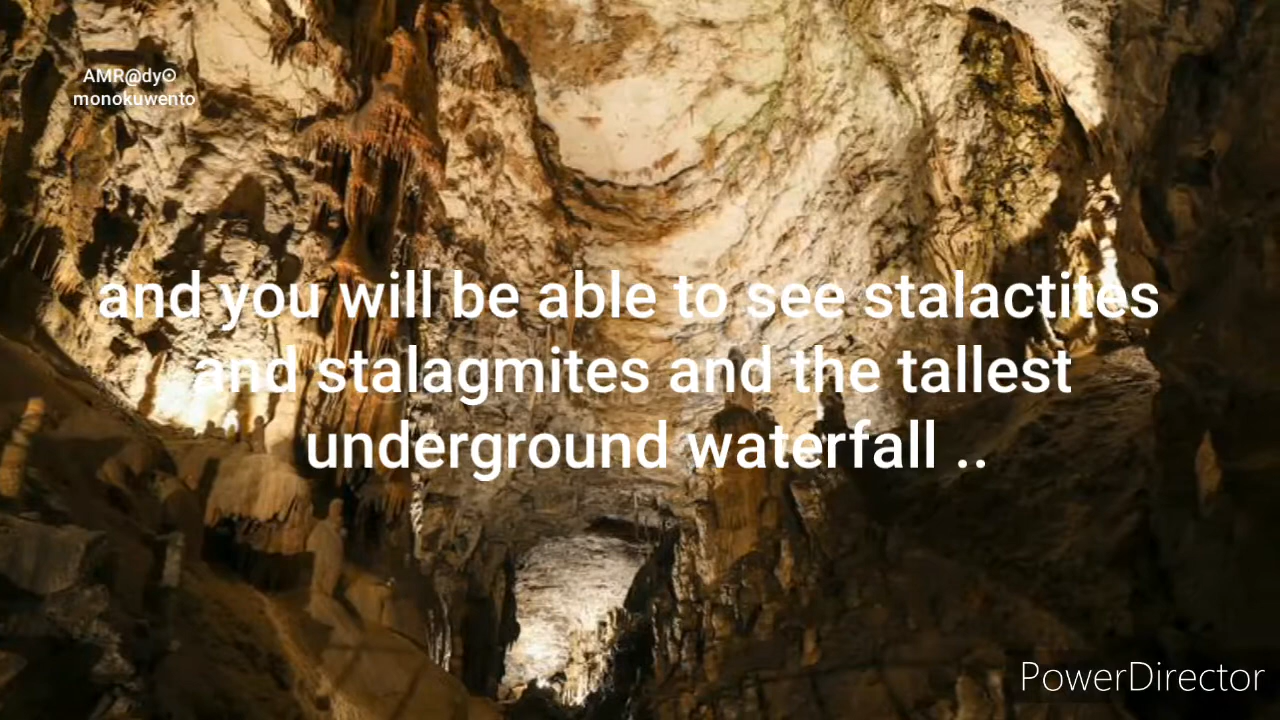 AMR@dy⊙
monokuwento
and you will be able to see stalactites
and stalagmites and the tallest
underground waterfall ..
PowerDirector